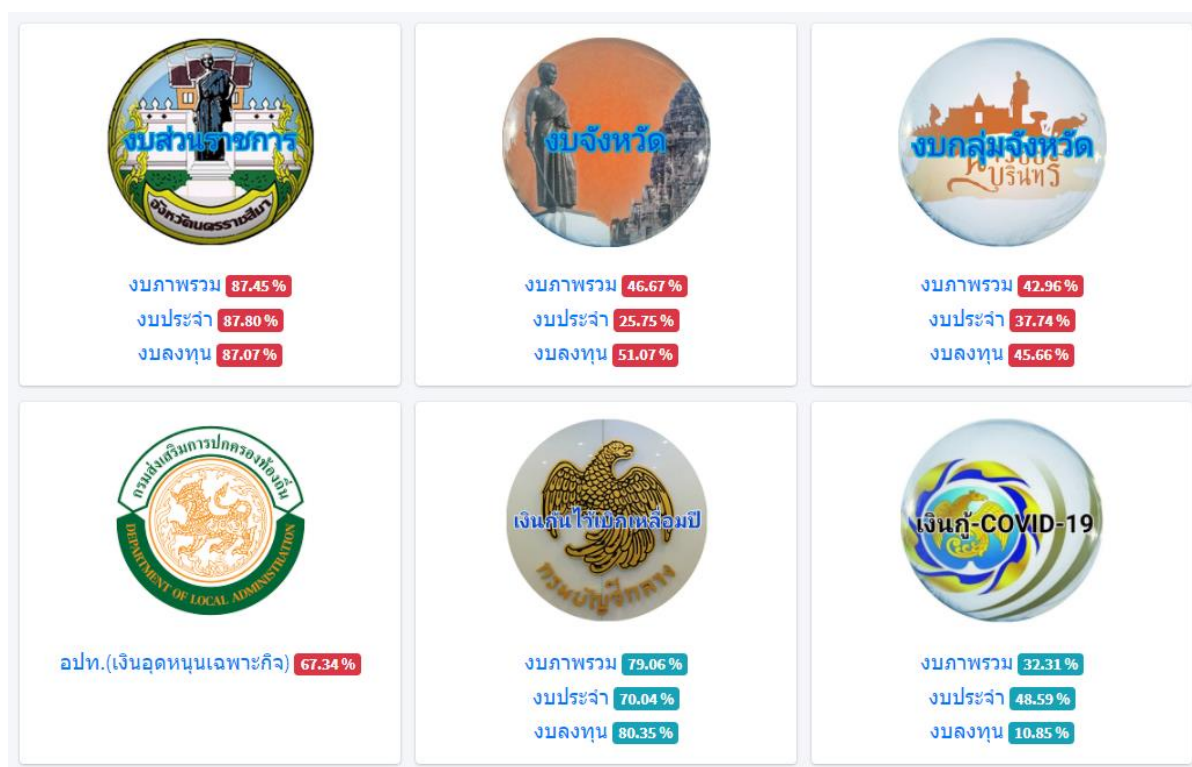 งบส่วนราชการ
จังหวัดนครราชสีมา
งบภาพรวม 87.45 %
งบประจำ 87.80 %
งบลงทุน 87.07 %
งบจังหวัด
งบภาพรวม 46.67 %
งบประจำ 25.75 %
งบลงทุน 51.07 %
งบกลุ่มจังหวัด
บุรินทร์
งบภาพรวม 42.96 %
งบประจำ 37.74 %
งบลงทุน 45.66 %
กรมส่งเสริมการปกครองท้องถิ่น
DEPARTMENT OF LOCAL ADMINISTRATION
อปท.(เงินอุดหนุนเฉพาะกิจ) 67.34 %
เงินกันไว้เบิกเหลื่อมปี
กรมบัญชีกลาง
งบภาพรวม 79.06 %
งบประจำ 70.04 %
งบลงทุน 80.35 %
เงินกู้-COVID-19
งบภาพรวม 32.31 %
งบประจำ 48.59 %
งบลงทุน 10.85 %